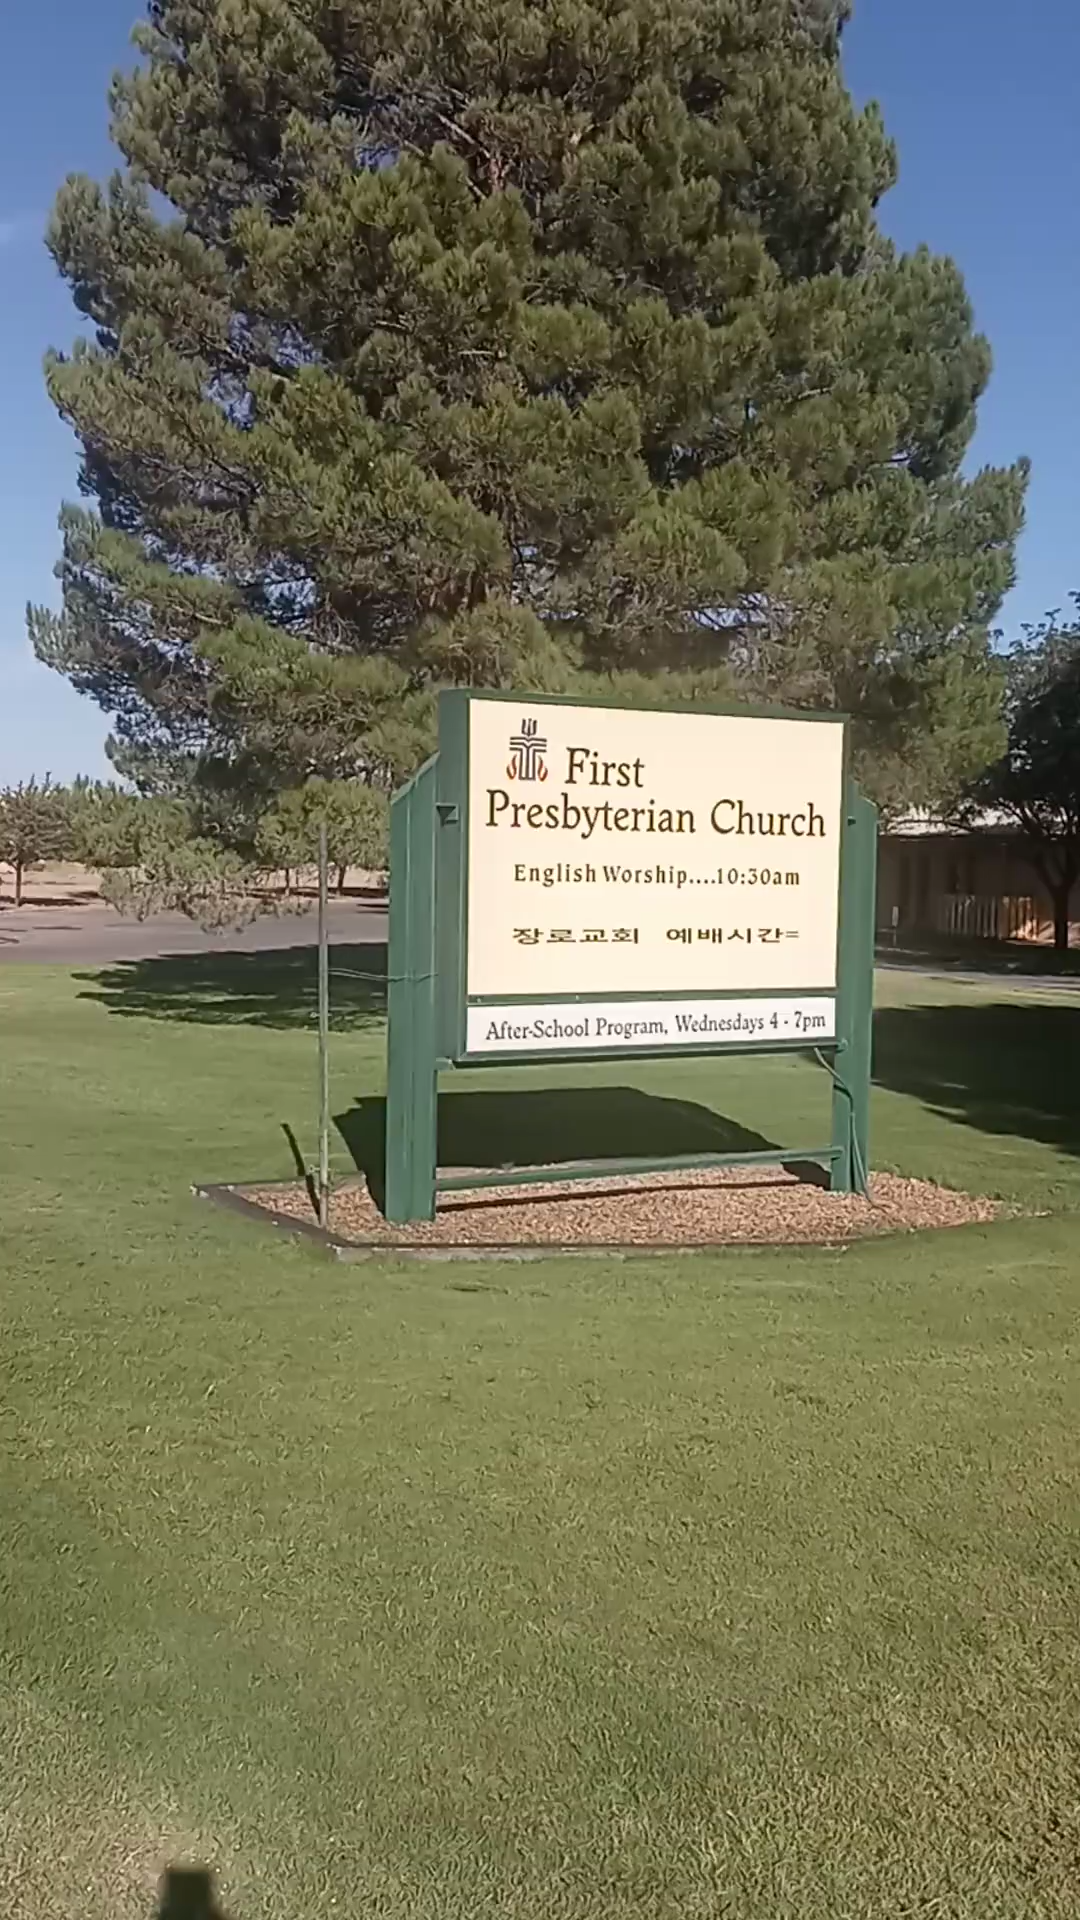 First
Presbyterian Church
English Worship....10:30am
장로교회 예배시간=
After-School Program, Wednesdays 4 - 7pm